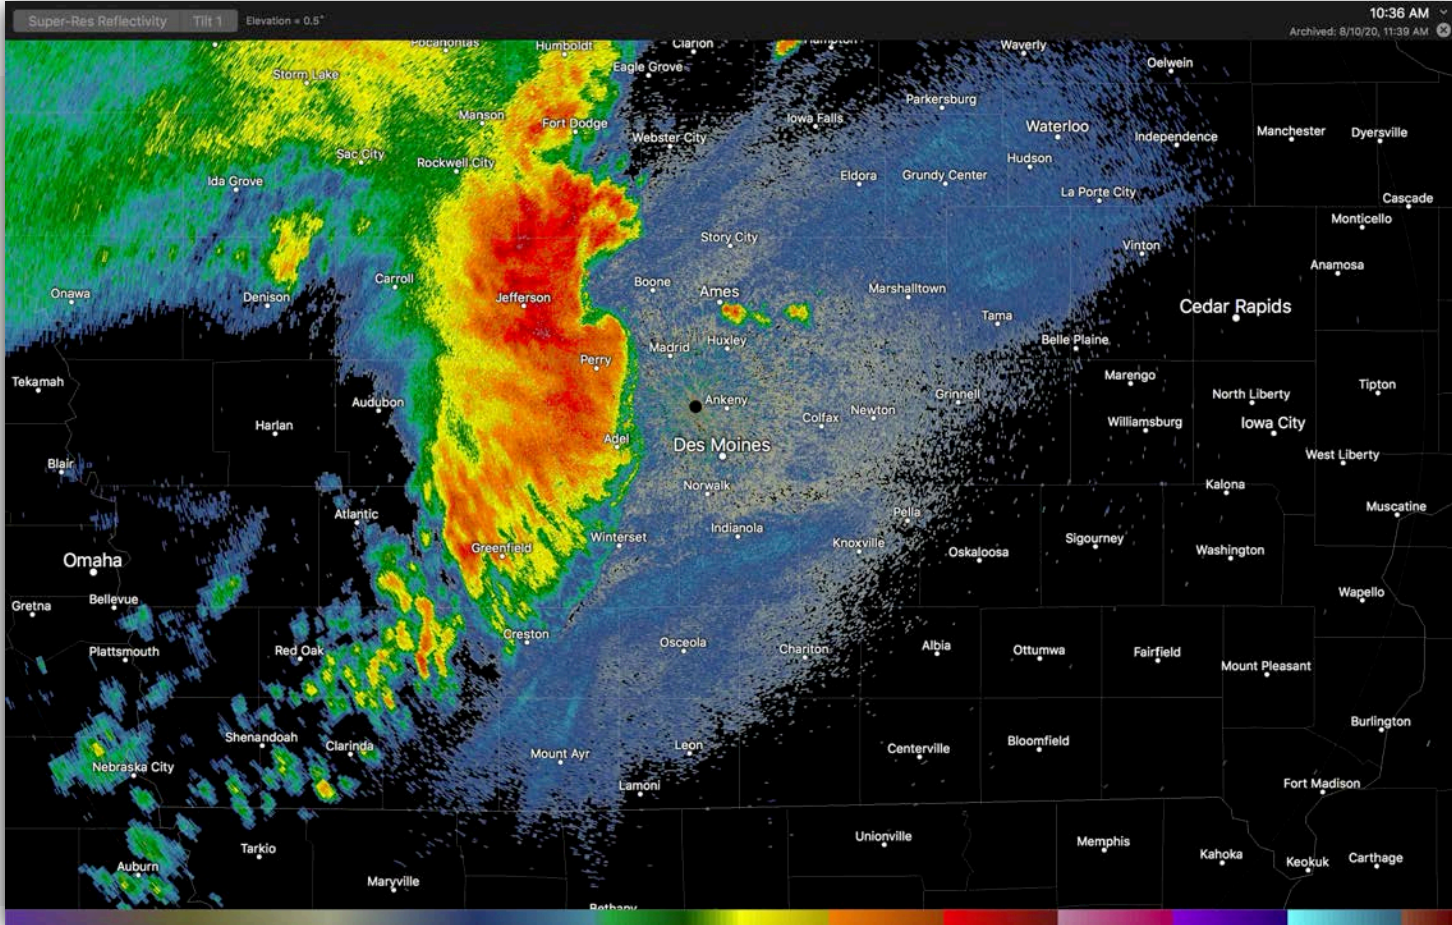 Super-Res Reflectivity Tilt 1 Elevation = 0.5°
10:36 AM
Archived: 8/10/20, 11:39 AM
Pocahontas Humboldt Clarion Hampton Waverly
Eagle Grove Oelwein
Storm Lake
Parkersburg
Manson Fort Dodge Iowa Falls Waterloo
Webster City Independence Manchester Dyersville
Sac City Rockwell City Hudson
Ida Grove Eldora Grundy Center
La Porte City Cascade
Monticello
Story City Vinton
Anamosa
Carroll Boone Ames Marshalltown
Onawa Denison Jefferson Cedar Rapids
Tama
Madrid Huxley Belle Plaine
Perry
Tekamah Marengo Tipton
Audubon Ankeny Grinnell North Liberty
Harlan Colfax Newton Williamsburg Iowa City
Adel Des Moines
Blair West Liberty
Norwalk Kalona
Atlantic Pella Muscatine
Greenfield Winterset Indianola Knoxville Oskaloosa Sigourney Washington
Omaha
Gretna Bellevue Wapello
Creston
Plattsmouth Red Oak Osceola Chariton Albia Ottumwa Fairfield
Mount Pleasant
Shenandoah Clarinda Burlington
Mount Ayr Leon Centerville Bloomfield
Nebraska City
Lamoni Fort Madison
Unionville Memphis
Auburn Tarkio Kahoka Keokuk Carthage
Maryville
Bethany